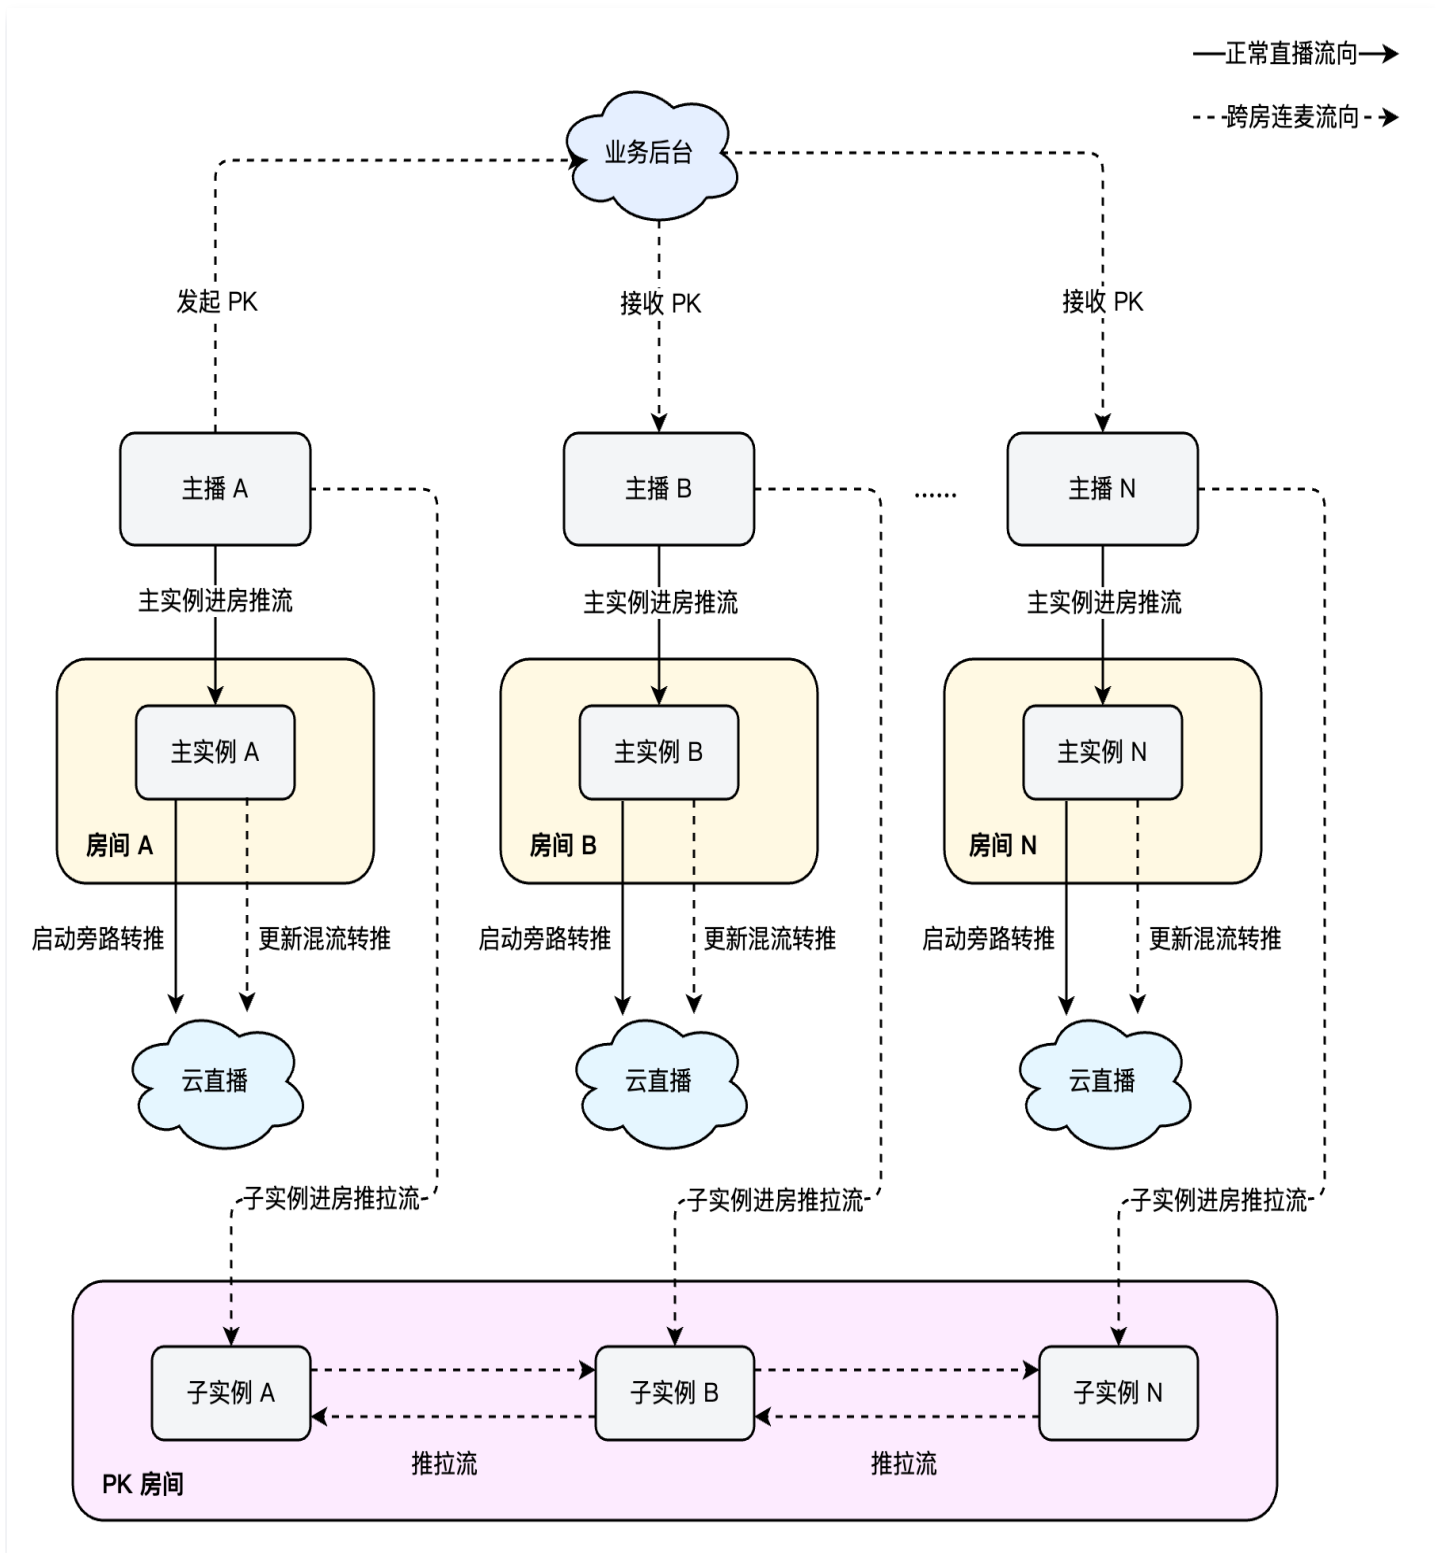 正常直播流向
跨房连麦流向
业务后台
发起 PK
接收 PK
接收 PK
主播 A
主播 B
......
主播 N
主实例进房推流
主实例进房推流
主实例进房推流
主实例 A
主实例 B
主实例 N
房间 A
房间 B
房间 N
启动旁路转推
更新混流转推
启动旁路转推
更新混流转推
启动旁路转推
更新混流转推
云直播
云直播
云直播
子实例进房推拉流
子实例进房推拉流
子实例进房推拉流
子实例 A
子实例 B
子实例 N
推拉流
推拉流
PK 房间